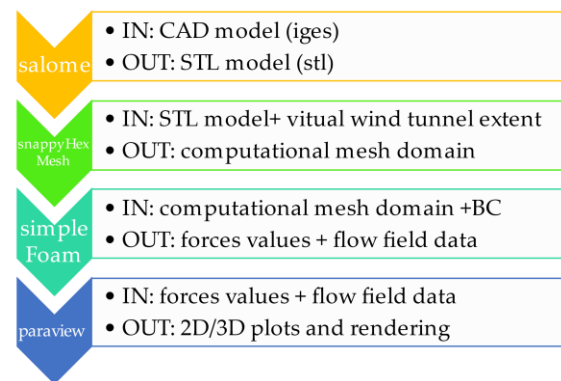 salome
• IN: CAD model (iges)
• OUT: STL model (stl)
snappyHex
Mesh
• IN: STL model+ vitual wind tunnel extent
• OUT: computational mesh domain
simple
Foam
• IN: computational mesh domain +BC
• OUT: forces values + flow field data
paraview
• IN: forces values + flow field data
• OUT: 2D/3D plots and rendering